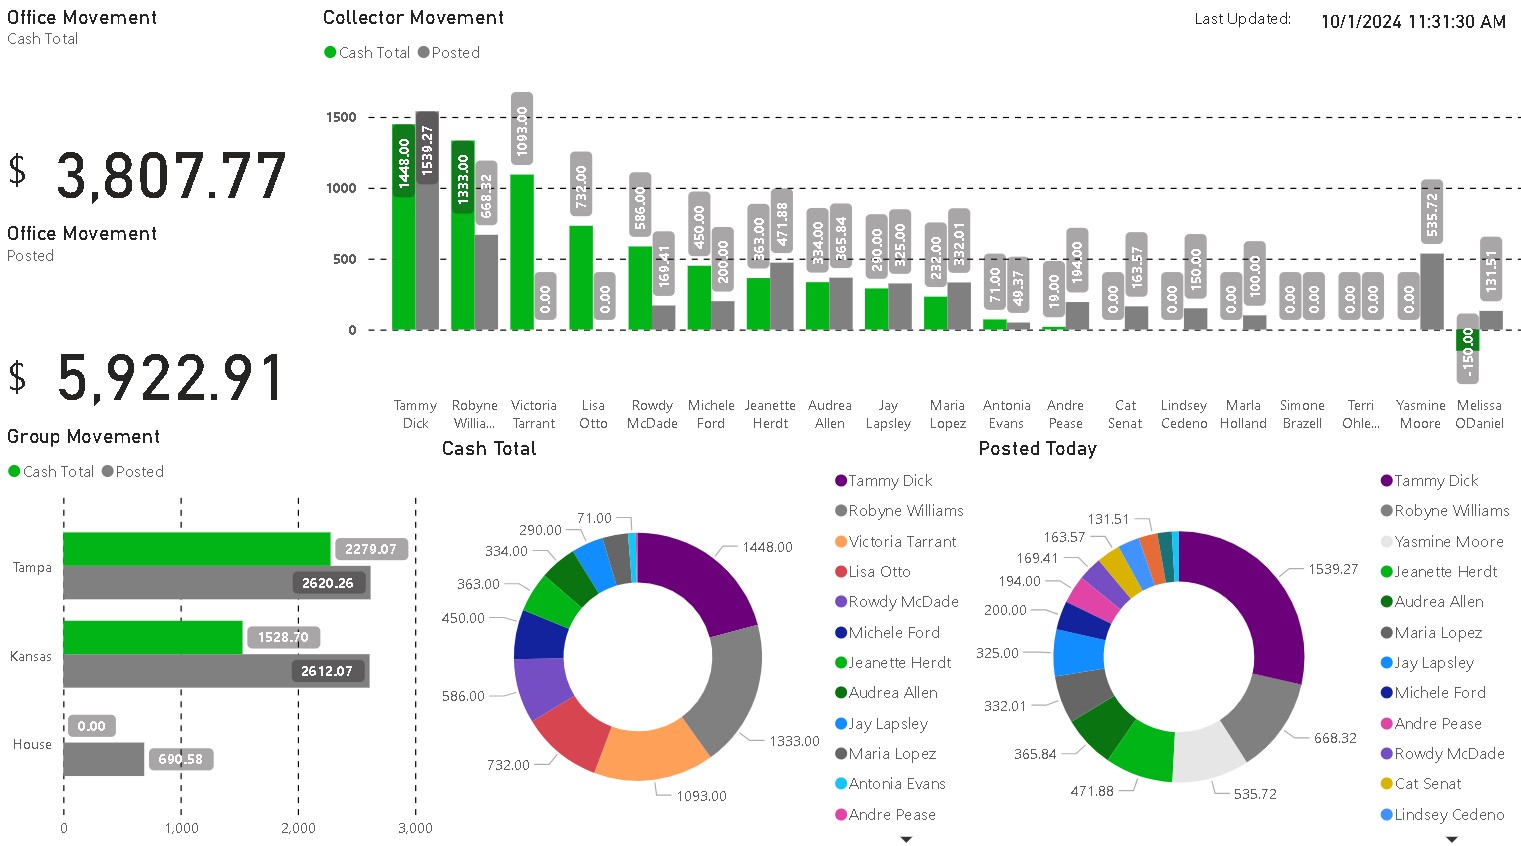 Office Movement
Cash Total
$ 3,807.77
Office Movement
Posted
$ 5,922.91
Collector Movement
Cash Total Posted
Last Updated: 10/1/2024 11:31:30 AM
1500
1000
500
0
1448.00 1539.27
1333.00 668.32
1093.00 0.00
732.00 0.00
586.00 169.41
450.00 200.00
363.00 471.88
334.00 365.84
290.00 325.00
232.00 332.01
71.00 49.37
19.00 194.00
0.00 163.57
0.00 150.00
0.00 100.00
0.00 0.00
0.00 0.00
0.00 535.72
-150.00 131.51
Tammy Robyne Victoria Lisa Rowdy Michele Jeanette Audrea Jay Maria Antonia Andre Cat Lindsey Marla Simone Terri Yasmine Melissa
Dick Willia... Tarrant Otto McDade Ford Herdt Allen Lapsley Lopez Evans Pease Senat Cedeno Holland Brazell Ohle... Moore ODaniel
Group Movement
Cash Total Posted
Tampa
2279.07
2620.26
Kansas
1528.70
2612.07
House
0.00
690.58
0 1,000 2,000 3,000
Cash Total
1448.00
1333.00
1093.00
732.00
586.00
450.00
363.00
334.00
290.00
71.00
Tammy Dick
Robyne Williams
Victoria Tarrant
Lisa Otto
Rowdy McDade
Michele Ford
Jeanette Herdt
Audrea Allen
Jay Lapsley
Maria Lopez
Antonia Evans
Andre Pease
Posted Today
1539.27
668.32
535.72
471.88
365.84
332.01
325.00
200.00
194.00
169.41
163.57
131.51
Tammy Dick
Robyne Williams
Yasmine Moore
Jeanette Herdt
Audrea Allen
Maria Lopez
Jay Lapsley
Michele Ford
Andre Pease
Rowdy McDade
Cat Senat
Lindsey Cedeno